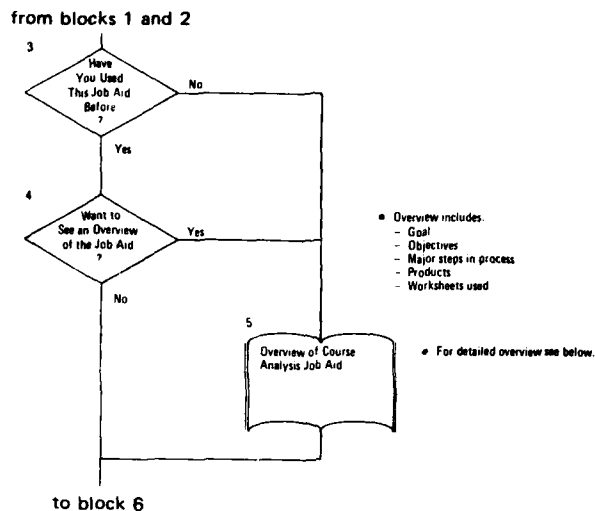 from blocks 1 and 2
3
Have
You Used
This Job Aid
Before
?
No
Yes
4
Want to
See an Overview
of the Job Aid
?
Yes
No
• Overview includes:
– Goal
– Objectives
– Major steps in process
– Products
– Worksheets used
5
Overview of Course
Analysis Job Aid
• For detailed overview see below.
to block 6